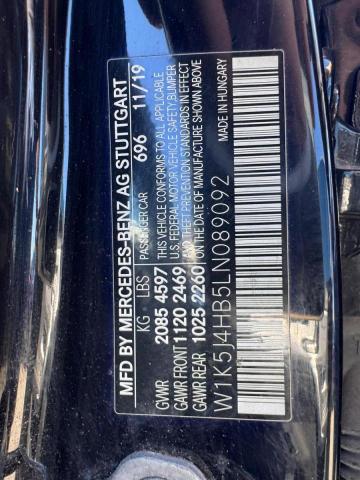 MFD BY MERCEDES-BENZ AG STUTTGART
PASSENGER CAR 696 11/19
KG LBS
GVWR 2085 4597
GAWR FRONT 1120 2469
GAWR REAR 1025 2260
THIS VEHICLE CONFORMS TO ALL APPLICABLE
U.S. FEDERAL MOTOR VEHICLE SAFETY, BUMPER
AND THEFT PREVENTION STANDARDS IN EFFECT
ON THE DATE OF MANUFACTURE SHOWN ABOVE
W1K5J4HB5LN089092
MADE IN HUNGARY